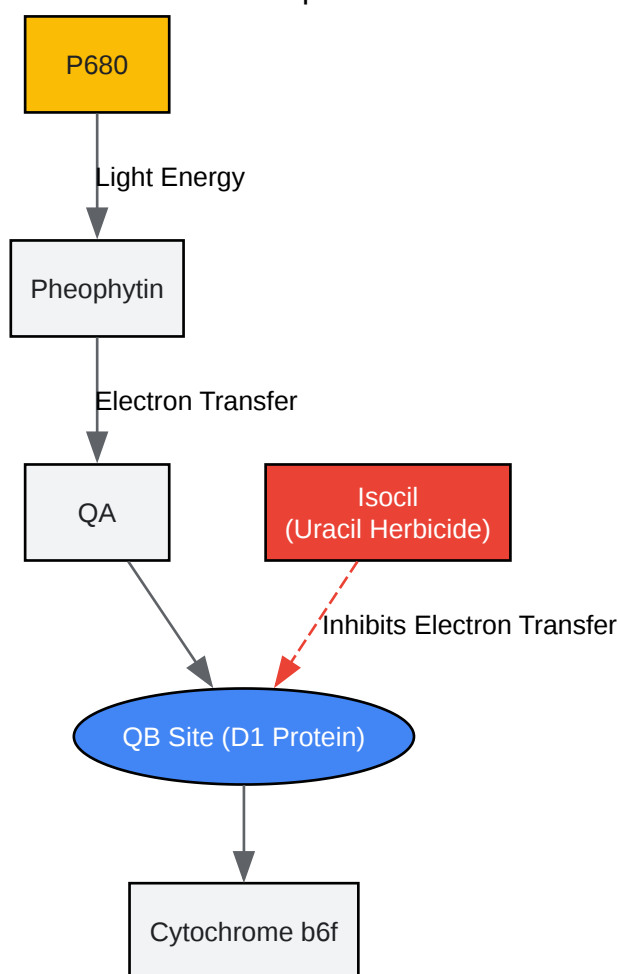 P680
Light Energy
Pheophytin
Electron Transfer
QA
Isocil
(Uracil Herbicide)
Inhibits Electron Transfer
QB Site (D1 Protein)
Cytochrome b6f